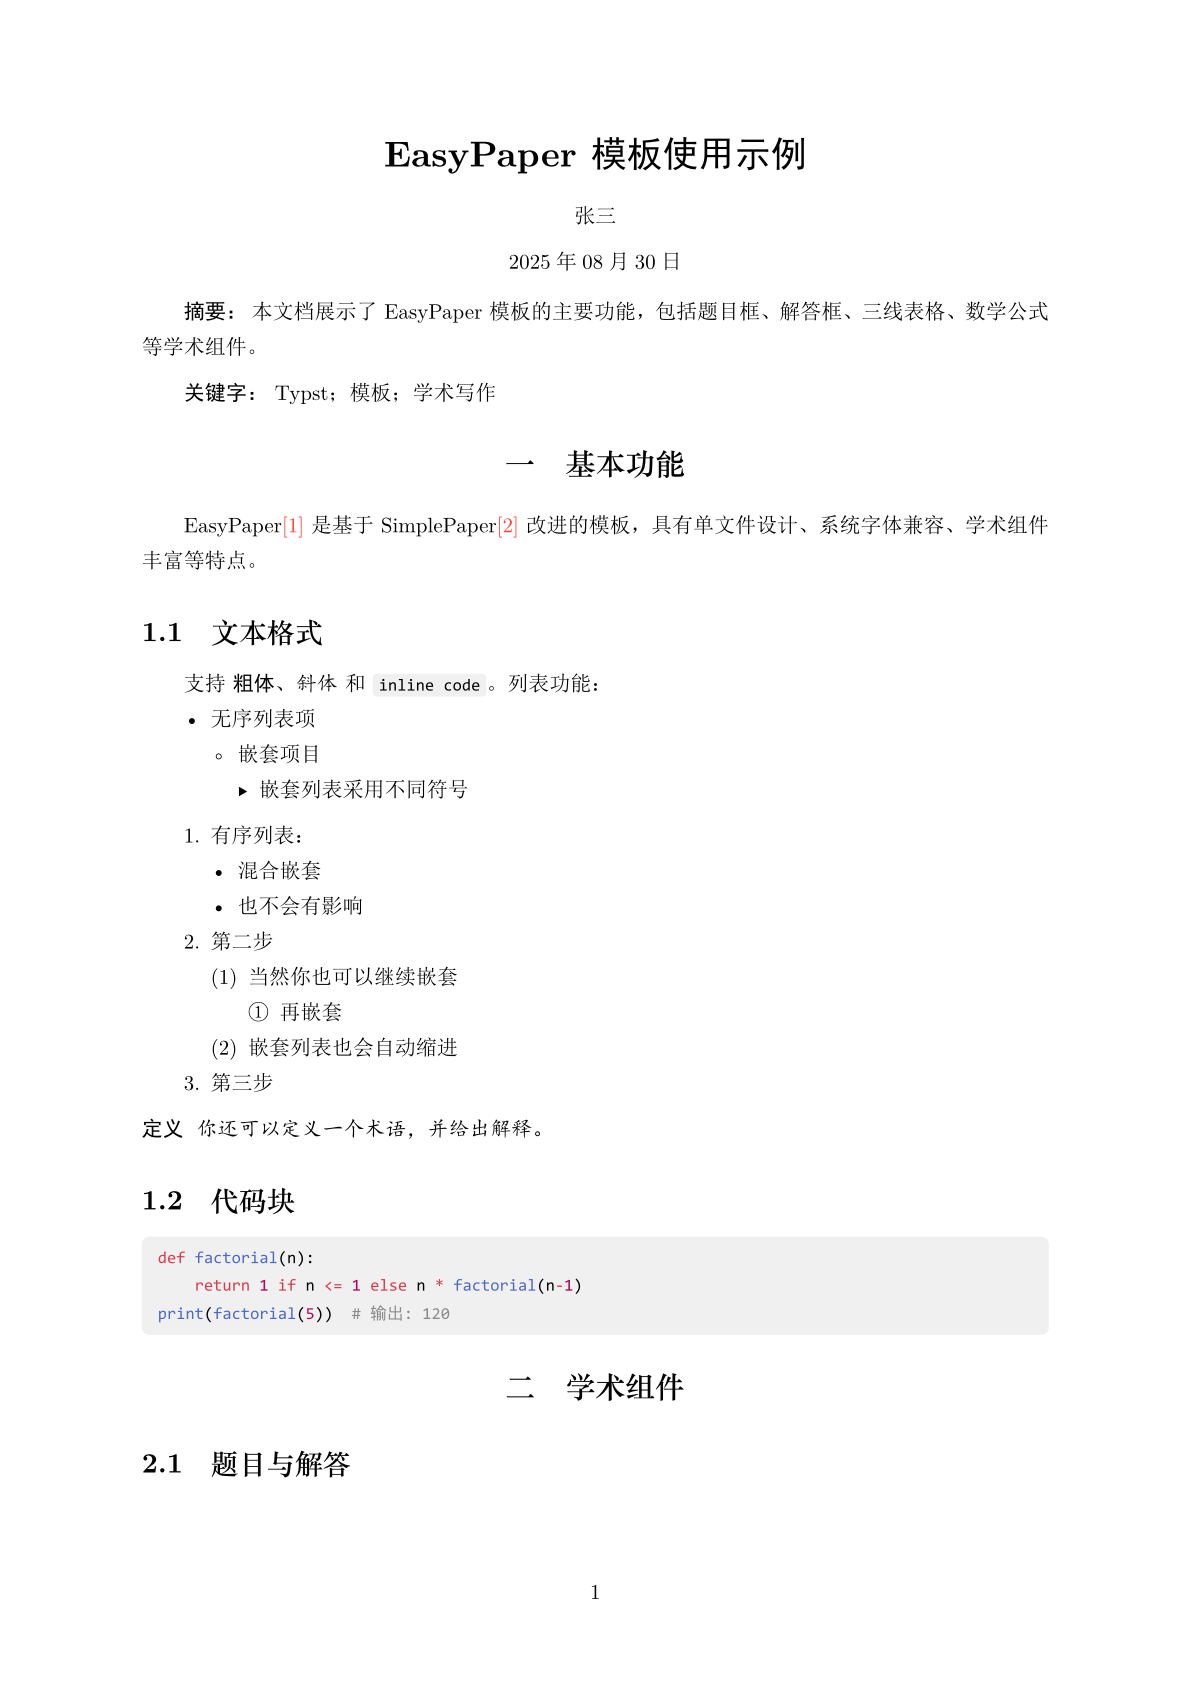 EasyPaper 模板使用示例
张三
2025 年 08 月 30 日
摘要： 本文档展示了 EasyPaper 模板的主要功能，包括题目框、解答框、三线表格、数学公式
等学术组件。
关键字： Typst；模板；学术写作
一 基本功能
EasyPaper[1] 是基于 SimplePaper[2] 改进的模板，具有单文件设计、系统字体兼容、学术组件
丰富等特点。
1.1 文本格式
支持 粗体、斜体 和 inline code。列表功能：
• 无序列表项
◦ 嵌套项目
▸ 嵌套列表采用不同符号
1. 有序列表：
• 混合嵌套
• 也不会有影响
2. 第二步
(1) 当然你也可以继续嵌套
① 再嵌套
(2) 嵌套列表也会自动缩进
3. 第三步
定义 你还可以定义一个术语，并给出解释。
1.2 代码块
def factorial(n):
    return 1 if n <= 1 else n * factorial(n-1)
print(factorial(5))  # 输出: 120
二 学术组件
2.1 题目与解答
1